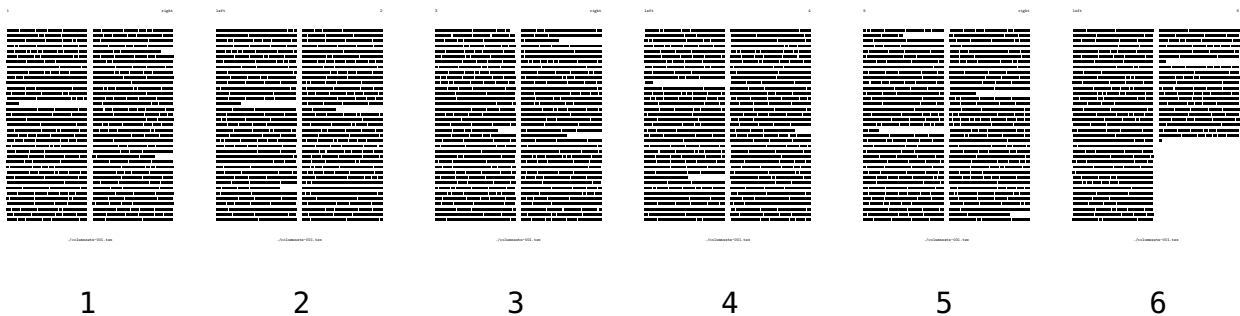 1 right left 2 3 right left 4 5 right left 6
./columnsets-001.tex ./columnsets-001.tex ./columnsets-001.tex ./columnsets-001.tex ./columnsets-001.tex ./columnsets-001.tex
1 2 3 4 5 6